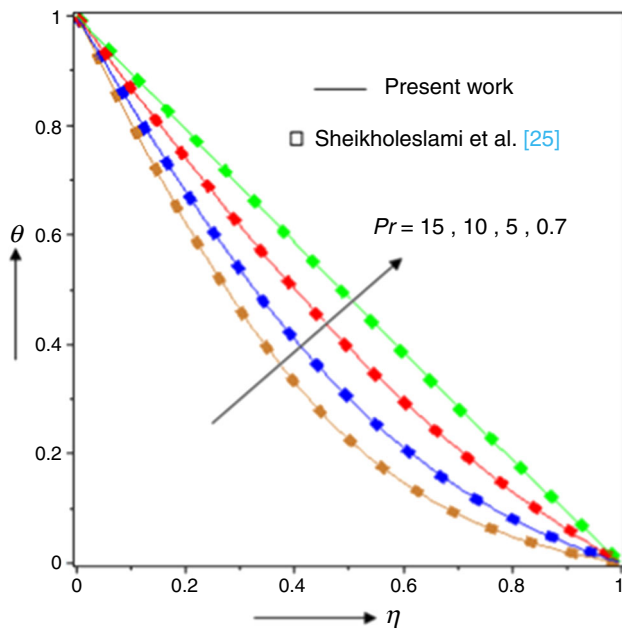 1
0.8
0.6
0.4
0.2
0
θ
Present work
Sheikholeslami et al. [25]
Pr = 15 , 10 , 5 , 0.7
0
0.2
0.4
0.6
0.8
1
η